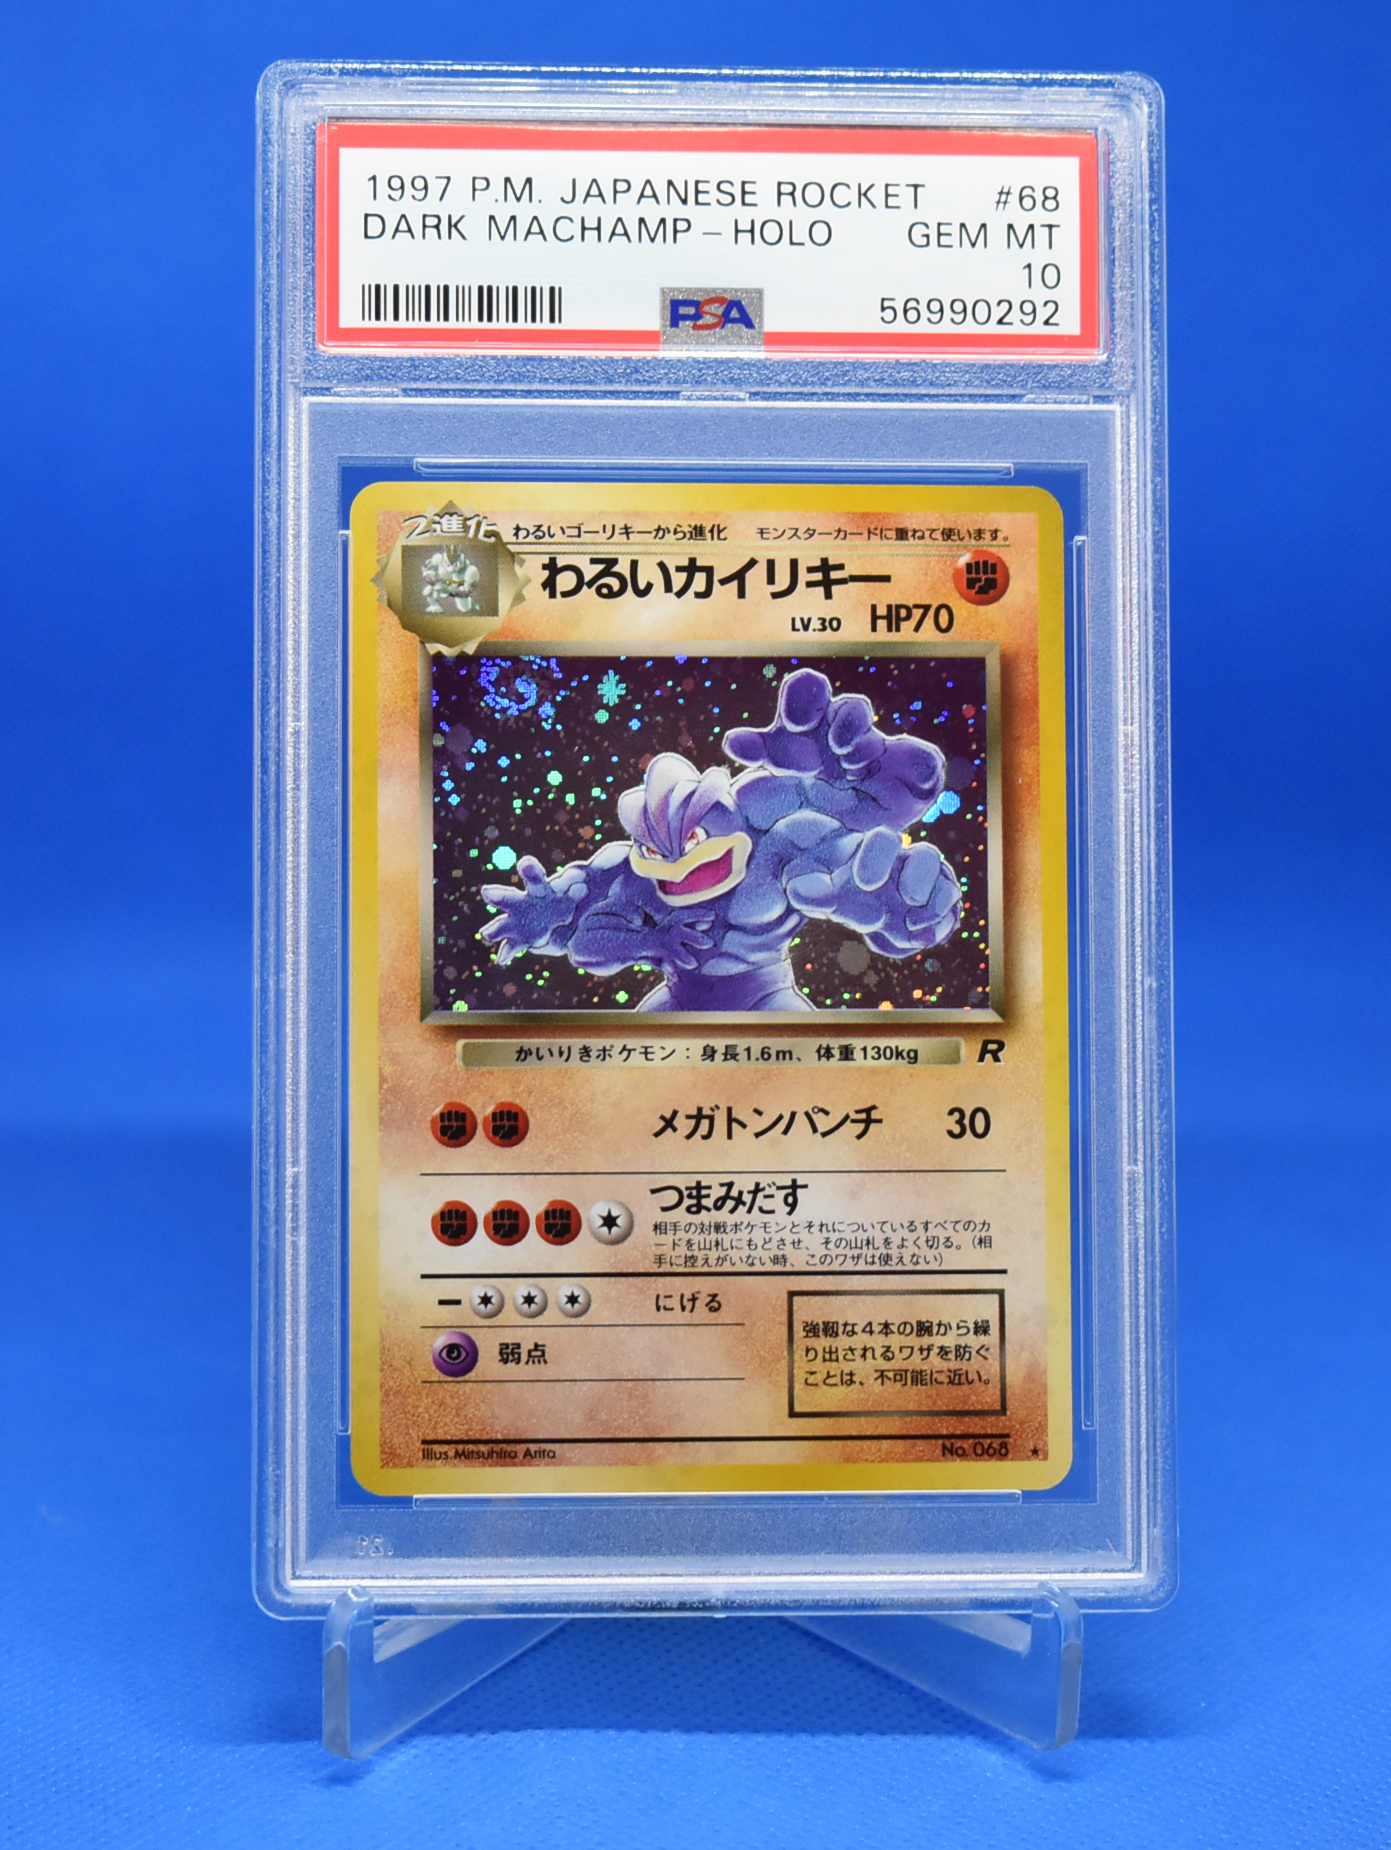 1997 P.M. JAPANESE ROCKET #68
DARK MACHAMP-HOLO GEM MT
10
PSA 56990292
2進化 わるいゴーリキーから進化 モンスターカードに重ねて使います。
わるいカイリキー
LV.30 HP70
かいりきポケモン：身長1.6m、体重130kg R
メガトンパンチ 30
つまみだす
相手の対戦ポケモンとそれについているすべてのカ
ードを山札にもどさせ、その山札をよく切る。（相
手に控えがいない時、このワザは使えない）
にげる
弱点
強靱な4本の腕から繰
り出されるワザを防ぐ
ことは、不可能に近い。
Illus. Mitsuhiro Arita No. 068 ★